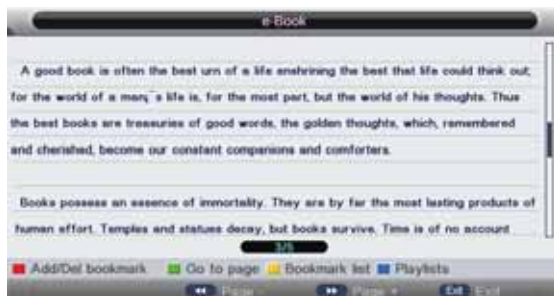 e-Book
A good book is often the best urn of a life enshrining the best that life could think out;
for the world of a man¡¯s life is, for the most part, but the world of his thoughts. Thus
the best books are treasuries of good words, the golden thoughts, which, remembered
and cherished, become our constant companions and comforters.
Books possess an essence of immortality. They are by far the most lasting products of
human effort. Temples and statues decay, but books survive. Time is of no account
3/5
Add/Del bookmark Go to page Bookmark list Playlists
Page - Page + Exit Exit